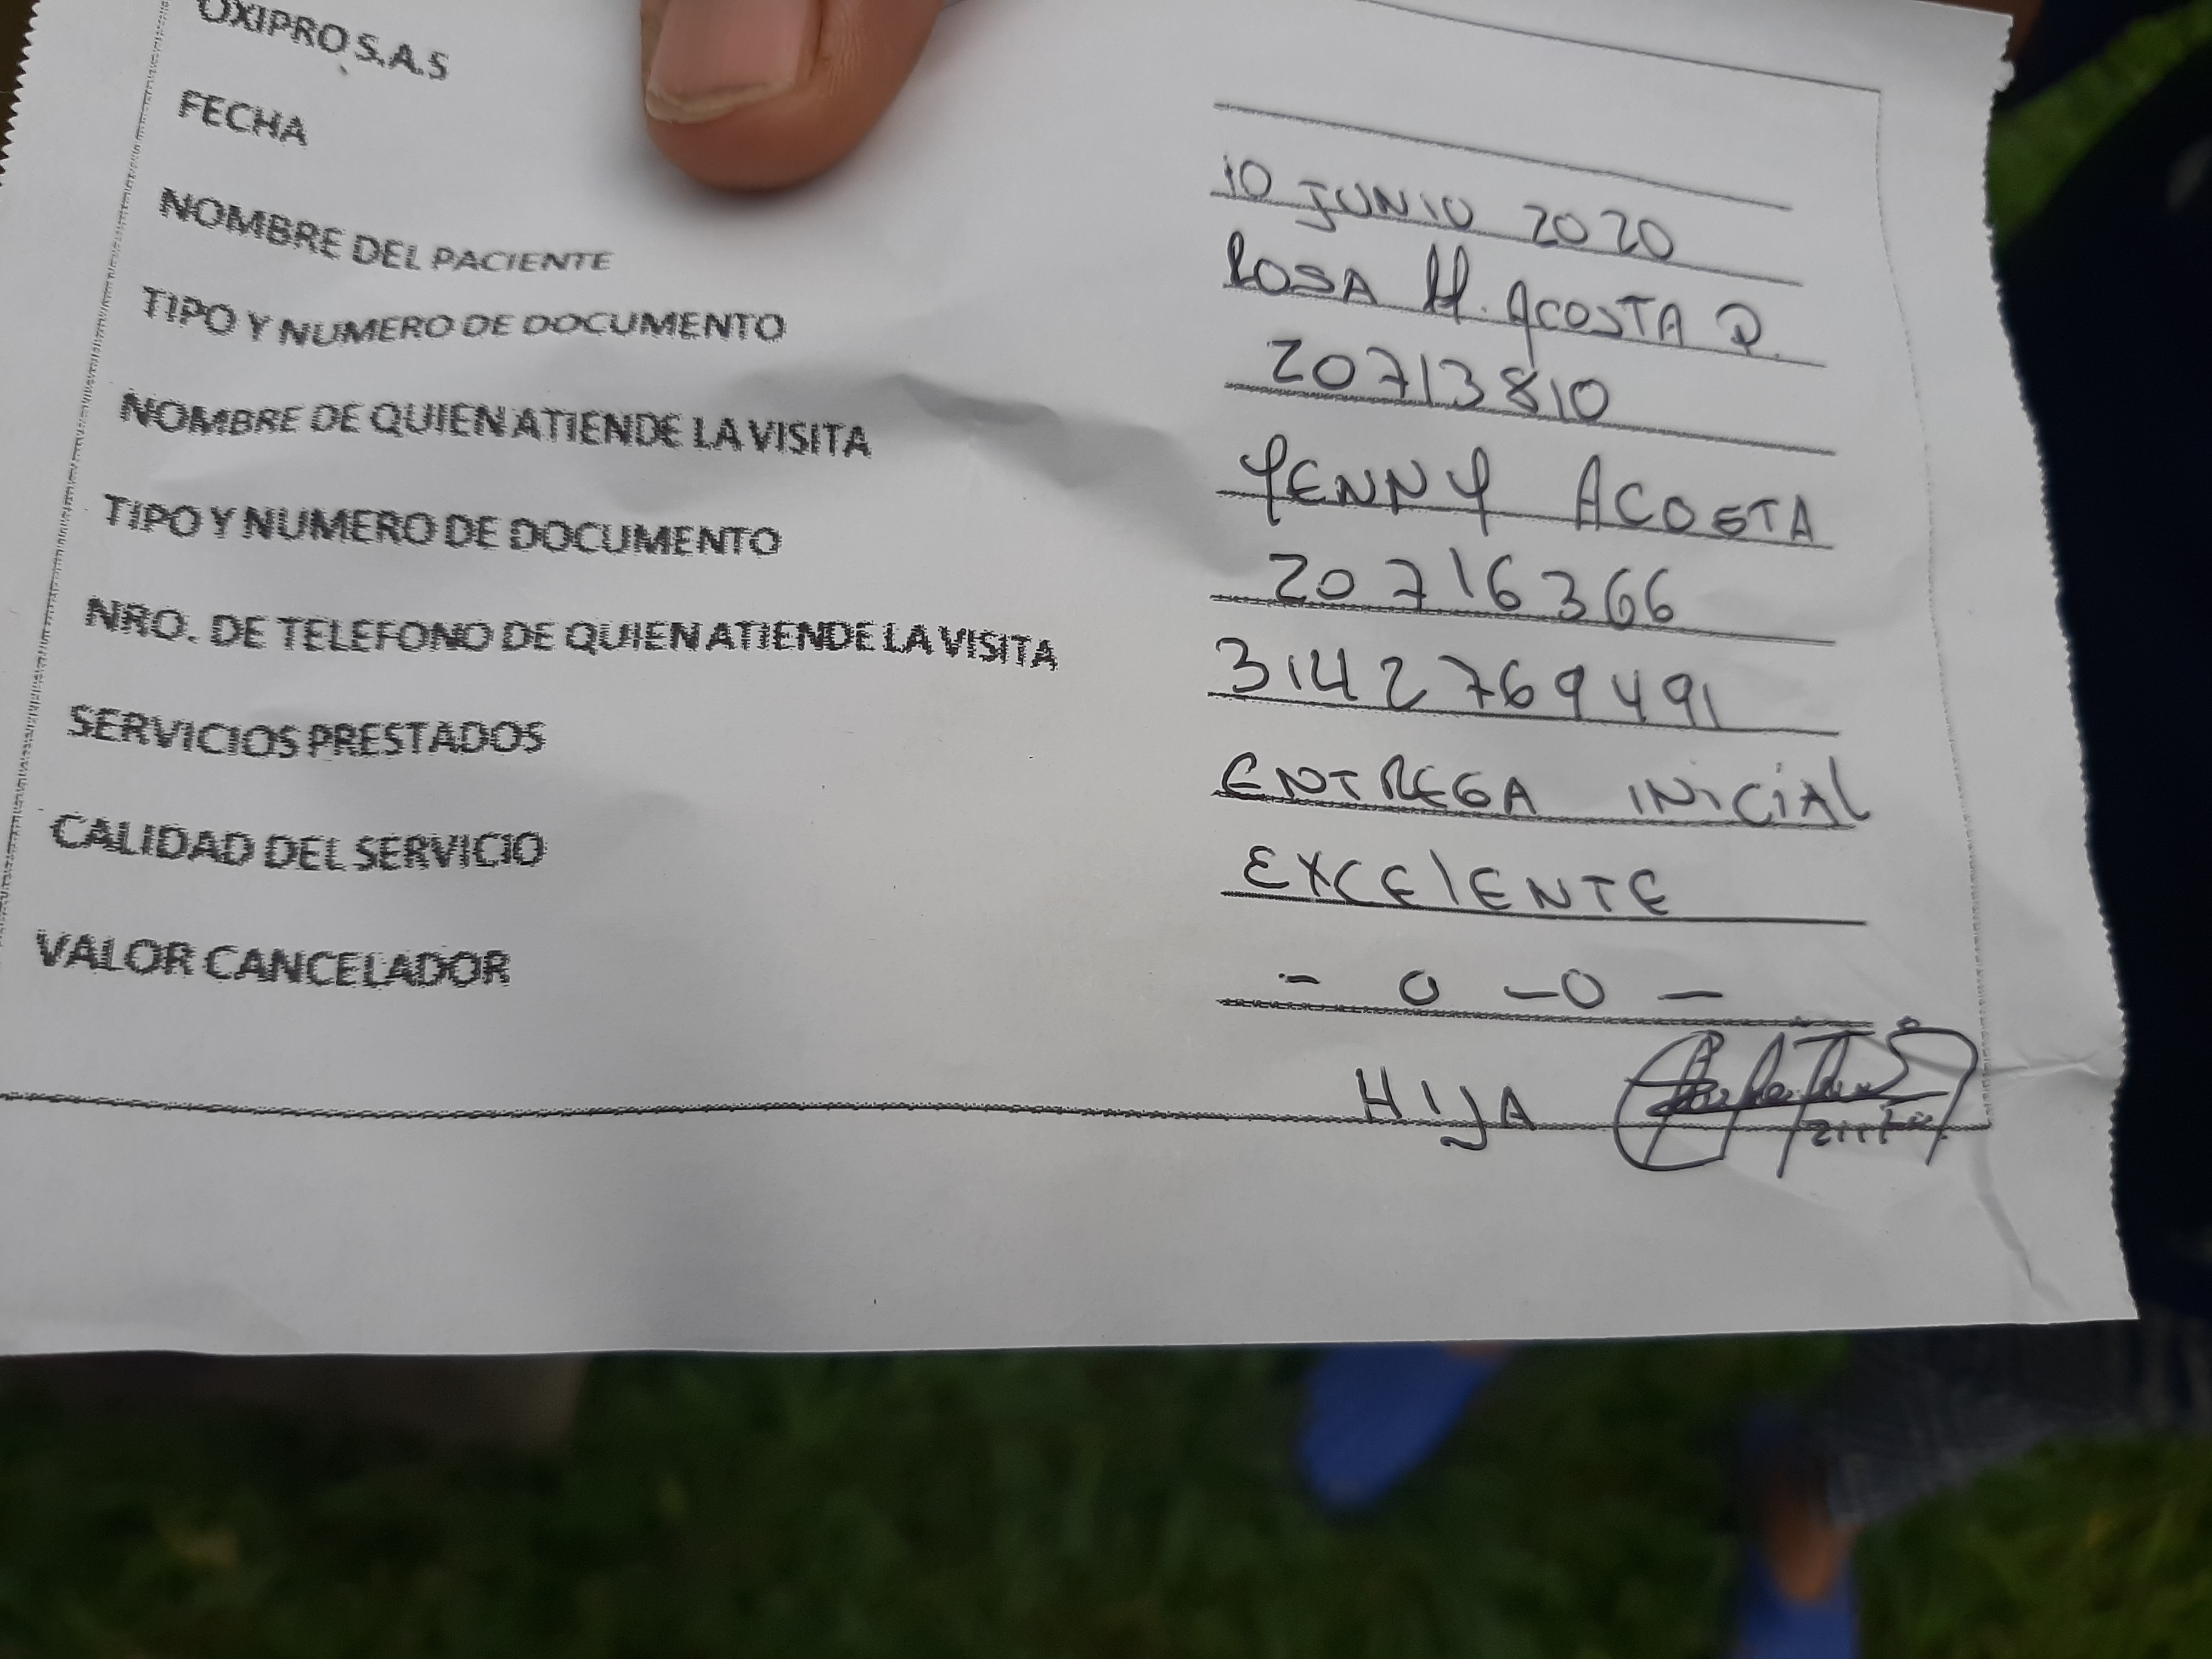 OXIPRO S.A.S
FECHA 10 JUNIO 2020
NOMBRE DEL PACIENTE ROSA M. ACOSTA P.
TIPO Y NUMERO DE DOCUMENTO 20713810
NOMBRE DE QUIEN ATIENDE LA VISITA YENNY ACOSTA
TIPO Y NUMERO DE DOCUMENTO 20716366
NRO. DE TELEFONO DE QUIEN ATIENDE LA VISITA 3142769491
SERVICIOS PRESTADOS ENTREGA INICIAL
CALIDAD DEL SERVICIO EXCELENTE
VALOR CANCELADOR - 0 - 0 -
HIJA